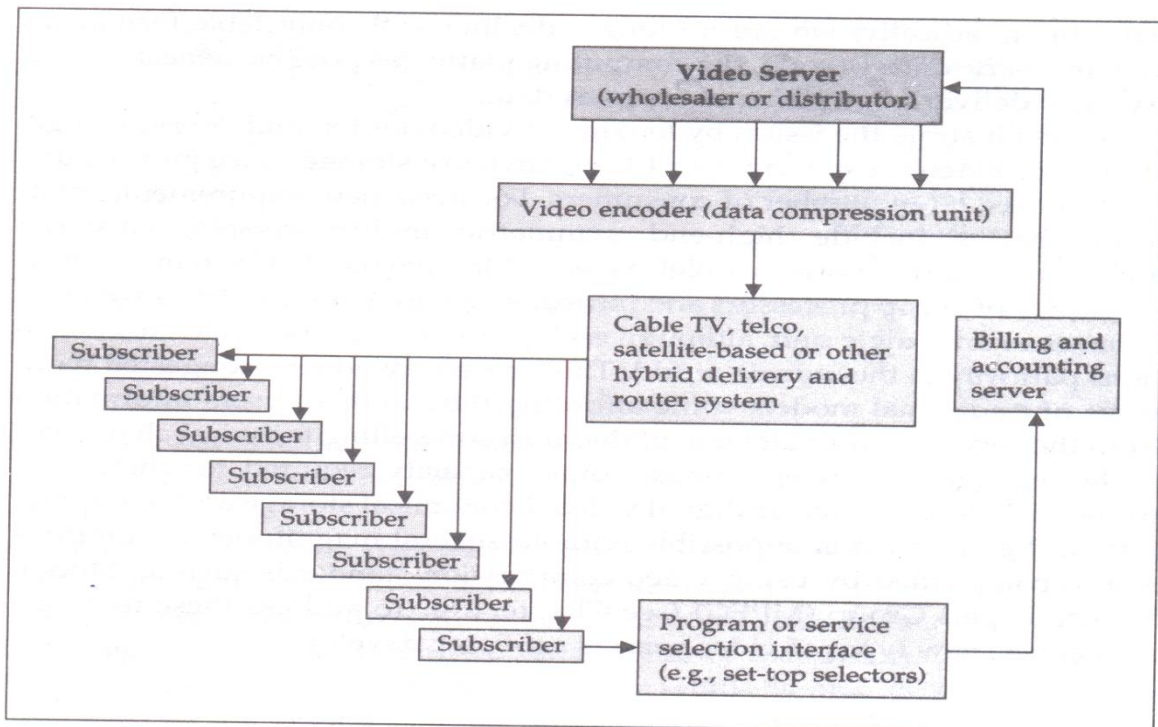 Video Server
(wholesaler or distributor)
Video encoder (data compression unit)
Cable TV, telco,
satellite-based or other
hybrid delivery and
router system
Billing and
accounting
server
Subscriber
Subscriber
Subscriber
Subscriber
Subscriber
Subscriber
Subscriber
Subscriber
Program or service
selection interface
(e.g., set-top selectors)